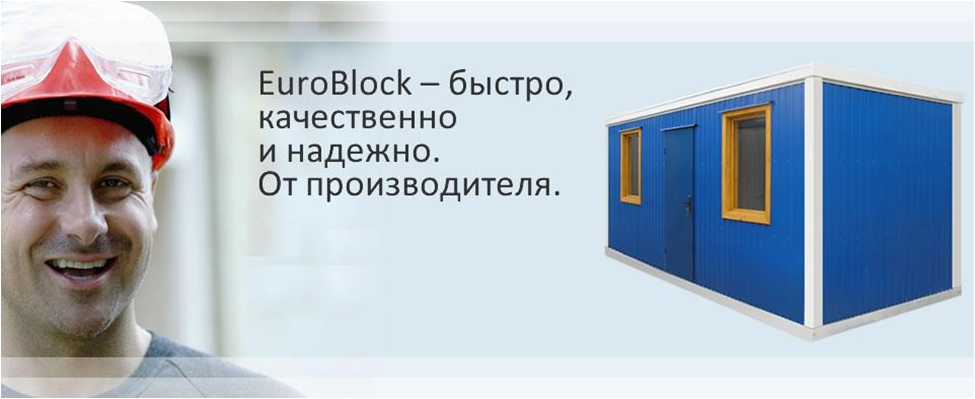 EuroBlock – быстро,
качественно
и надежно.
От производителя.